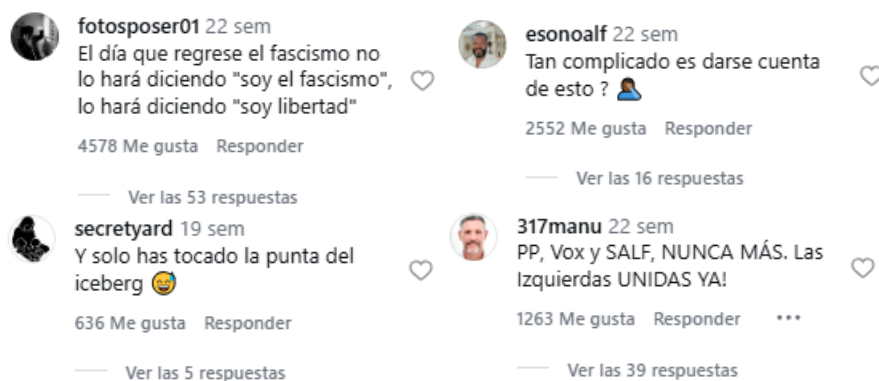 fotosposer01 22 sem
El día que regrese el fascismo no
lo hará diciendo "soy el fascismo",
lo hará diciendo "soy libertad"
4578 Me gusta Responder
Ver las 53 respuestas
esonoalf 22 sem
Tan complicado es darse cuenta
de esto ? 🤦🏿‍♂️
2552 Me gusta Responder
Ver las 16 respuestas
secretyard 19 sem
Y solo has tocado la punta del
iceberg 😅
636 Me gusta Responder
Ver las 5 respuestas
317manu 22 sem
PP, Vox y SALF, NUNCA MÁS. Las
Izquierdas UNIDAS YA!
1263 Me gusta Responder •••
Ver las 39 respuestas